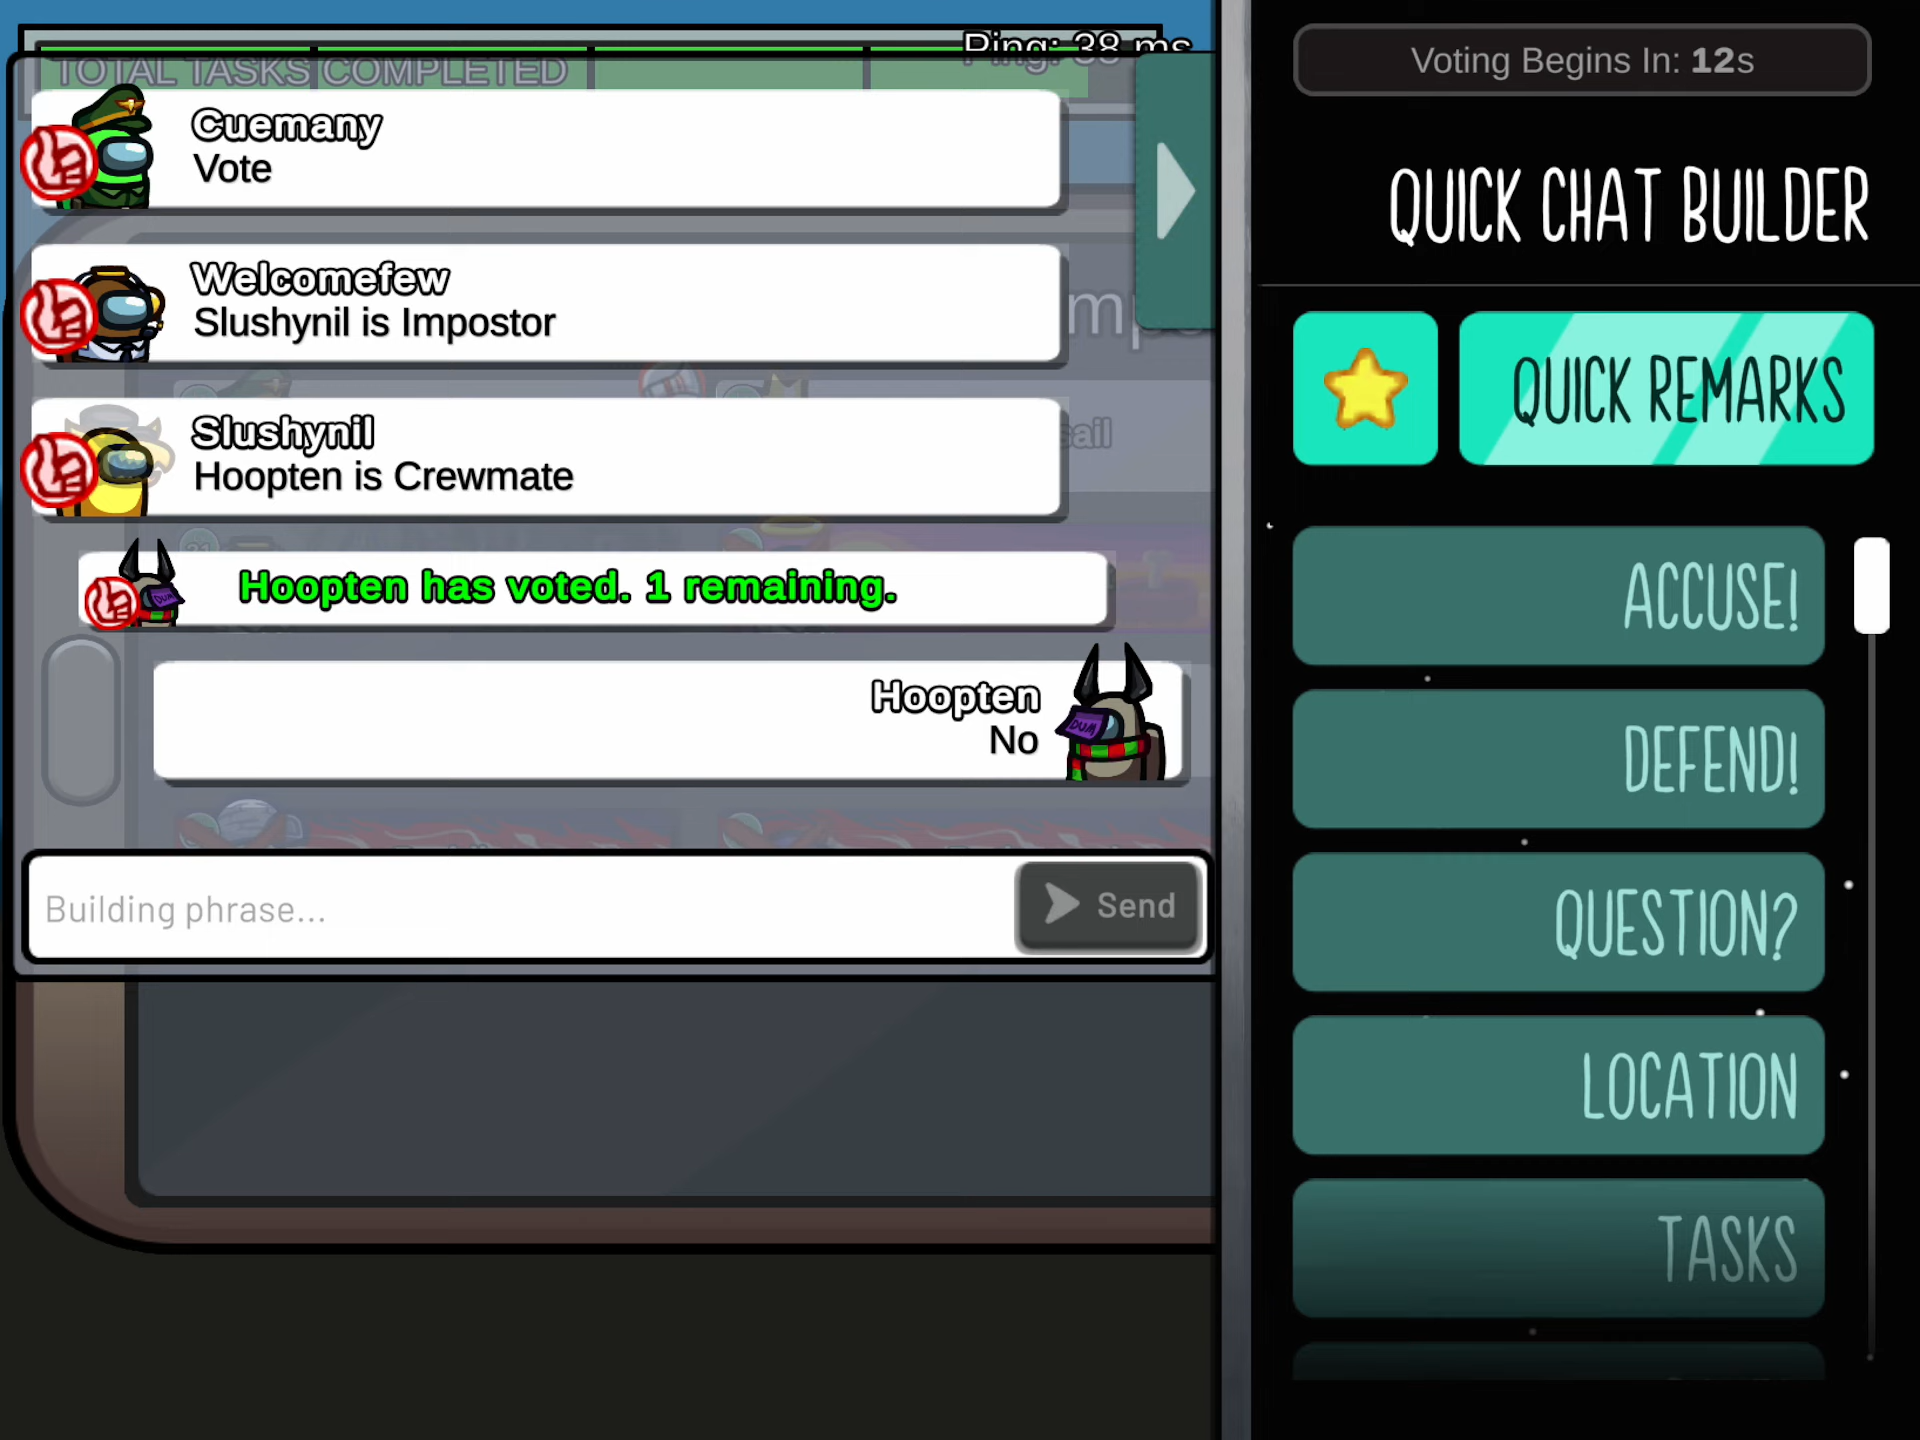 Ping: 38 ms
TOTAL TASKS COMPLETED
Cuemany
Vote
Welcomefew
Slushynil is Impostor
Slushynil
Hoopten is Crewmate
Hoopten has voted. 1 remaining.
Hoopten
No
DUM
Building phrase...
Send
Voting Begins In: 12s
QUICK CHAT BUILDER
QUICK REMARKS
ACCUSE!
DEFEND!
QUESTION?
LOCATION
TASKS